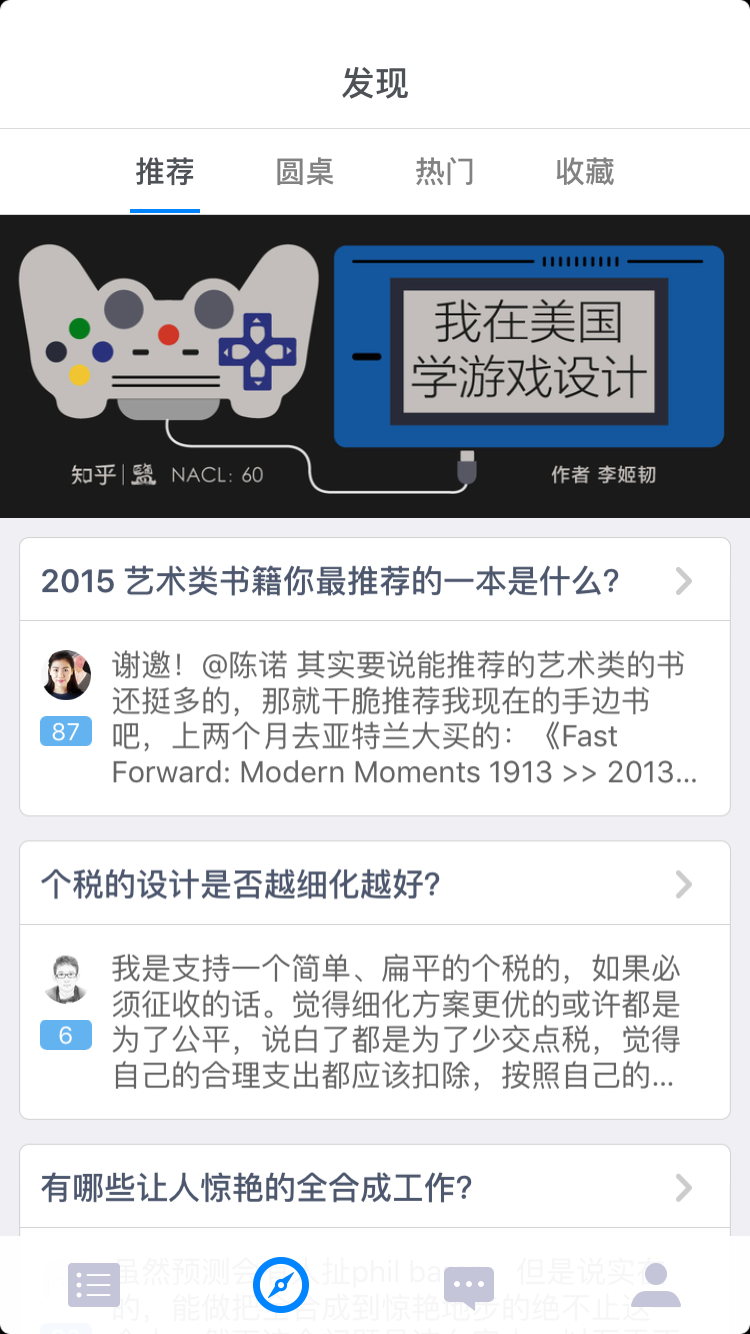 发现
推荐 圆桌 热门 收藏
我在美国
学游戏设计
知乎 盐 NACL: 60
作者 李姬韧
2015 艺术类书籍你最推荐的一本是什么?
谢邀！@陈诺 其实要说能推荐的艺术类的书
还挺多的，那就干脆推荐我现在的手边书
87
吧，上两个月去亚特兰大买的：《Fast
Forward: Modern Moments 1913 >> 2013...
个税的设计是否越细化越好?
我是支持一个简单、扁平的个税的，如果必
须征收的话。觉得细化方案更优的或许都是
6
为了公平，说白了都是为了少交点税，觉得
自己的合理支出都应该扣除，按照自己的...
有哪些让人惊艳的全合成工作?
虽然预测会 人扯phil ba 但是说实在
的，能做把全合成到惊艳地步的绝不止这